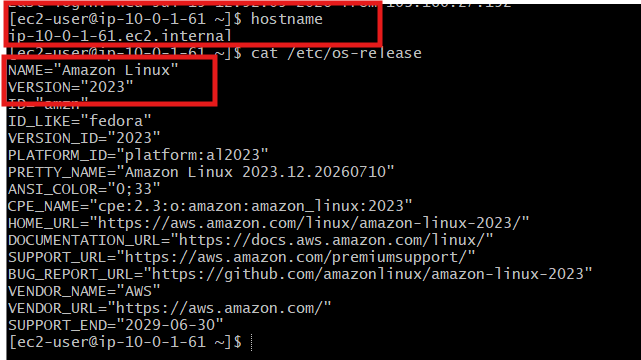 [ec2-user@ip-10-0-1-61 ~]$ hostname
ip-10-0-1-61.ec2.internal
[ec2-user@ip-10-0-1-61 ~]$ cat /etc/os-release
NAME="Amazon Linux"
VERSION="2023"
ID="amzn"
ID_LIKE="fedora"
VERSION_ID="2023"
PLATFORM_ID="platform:al2023"
PRETTY_NAME="Amazon Linux 2023.12.20260710"
ANSI_COLOR="0;33"
CPE_NAME="cpe:2.3:o:amazon:amazon_linux:2023"
HOME_URL="https://aws.amazon.com/linux/amazon-linux-2023/"
DOCUMENTATION_URL="https://docs.aws.amazon.com/linux/"
SUPPORT_URL="https://aws.amazon.com/premiumsupport/"
BUG_REPORT_URL="https://github.com/amazonlinux/amazon-linux-2023"
VENDOR_NAME="AWS"
VENDOR_URL="https://aws.amazon.com/"
SUPPORT_END="2029-06-30"
[ec2-user@ip-10-0-1-61 ~]$